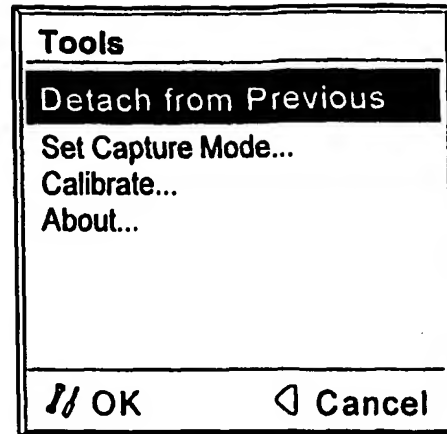 Tools
Detach from Previous
Set Capture Mode...
Calibrate...
About...
OK Cancel